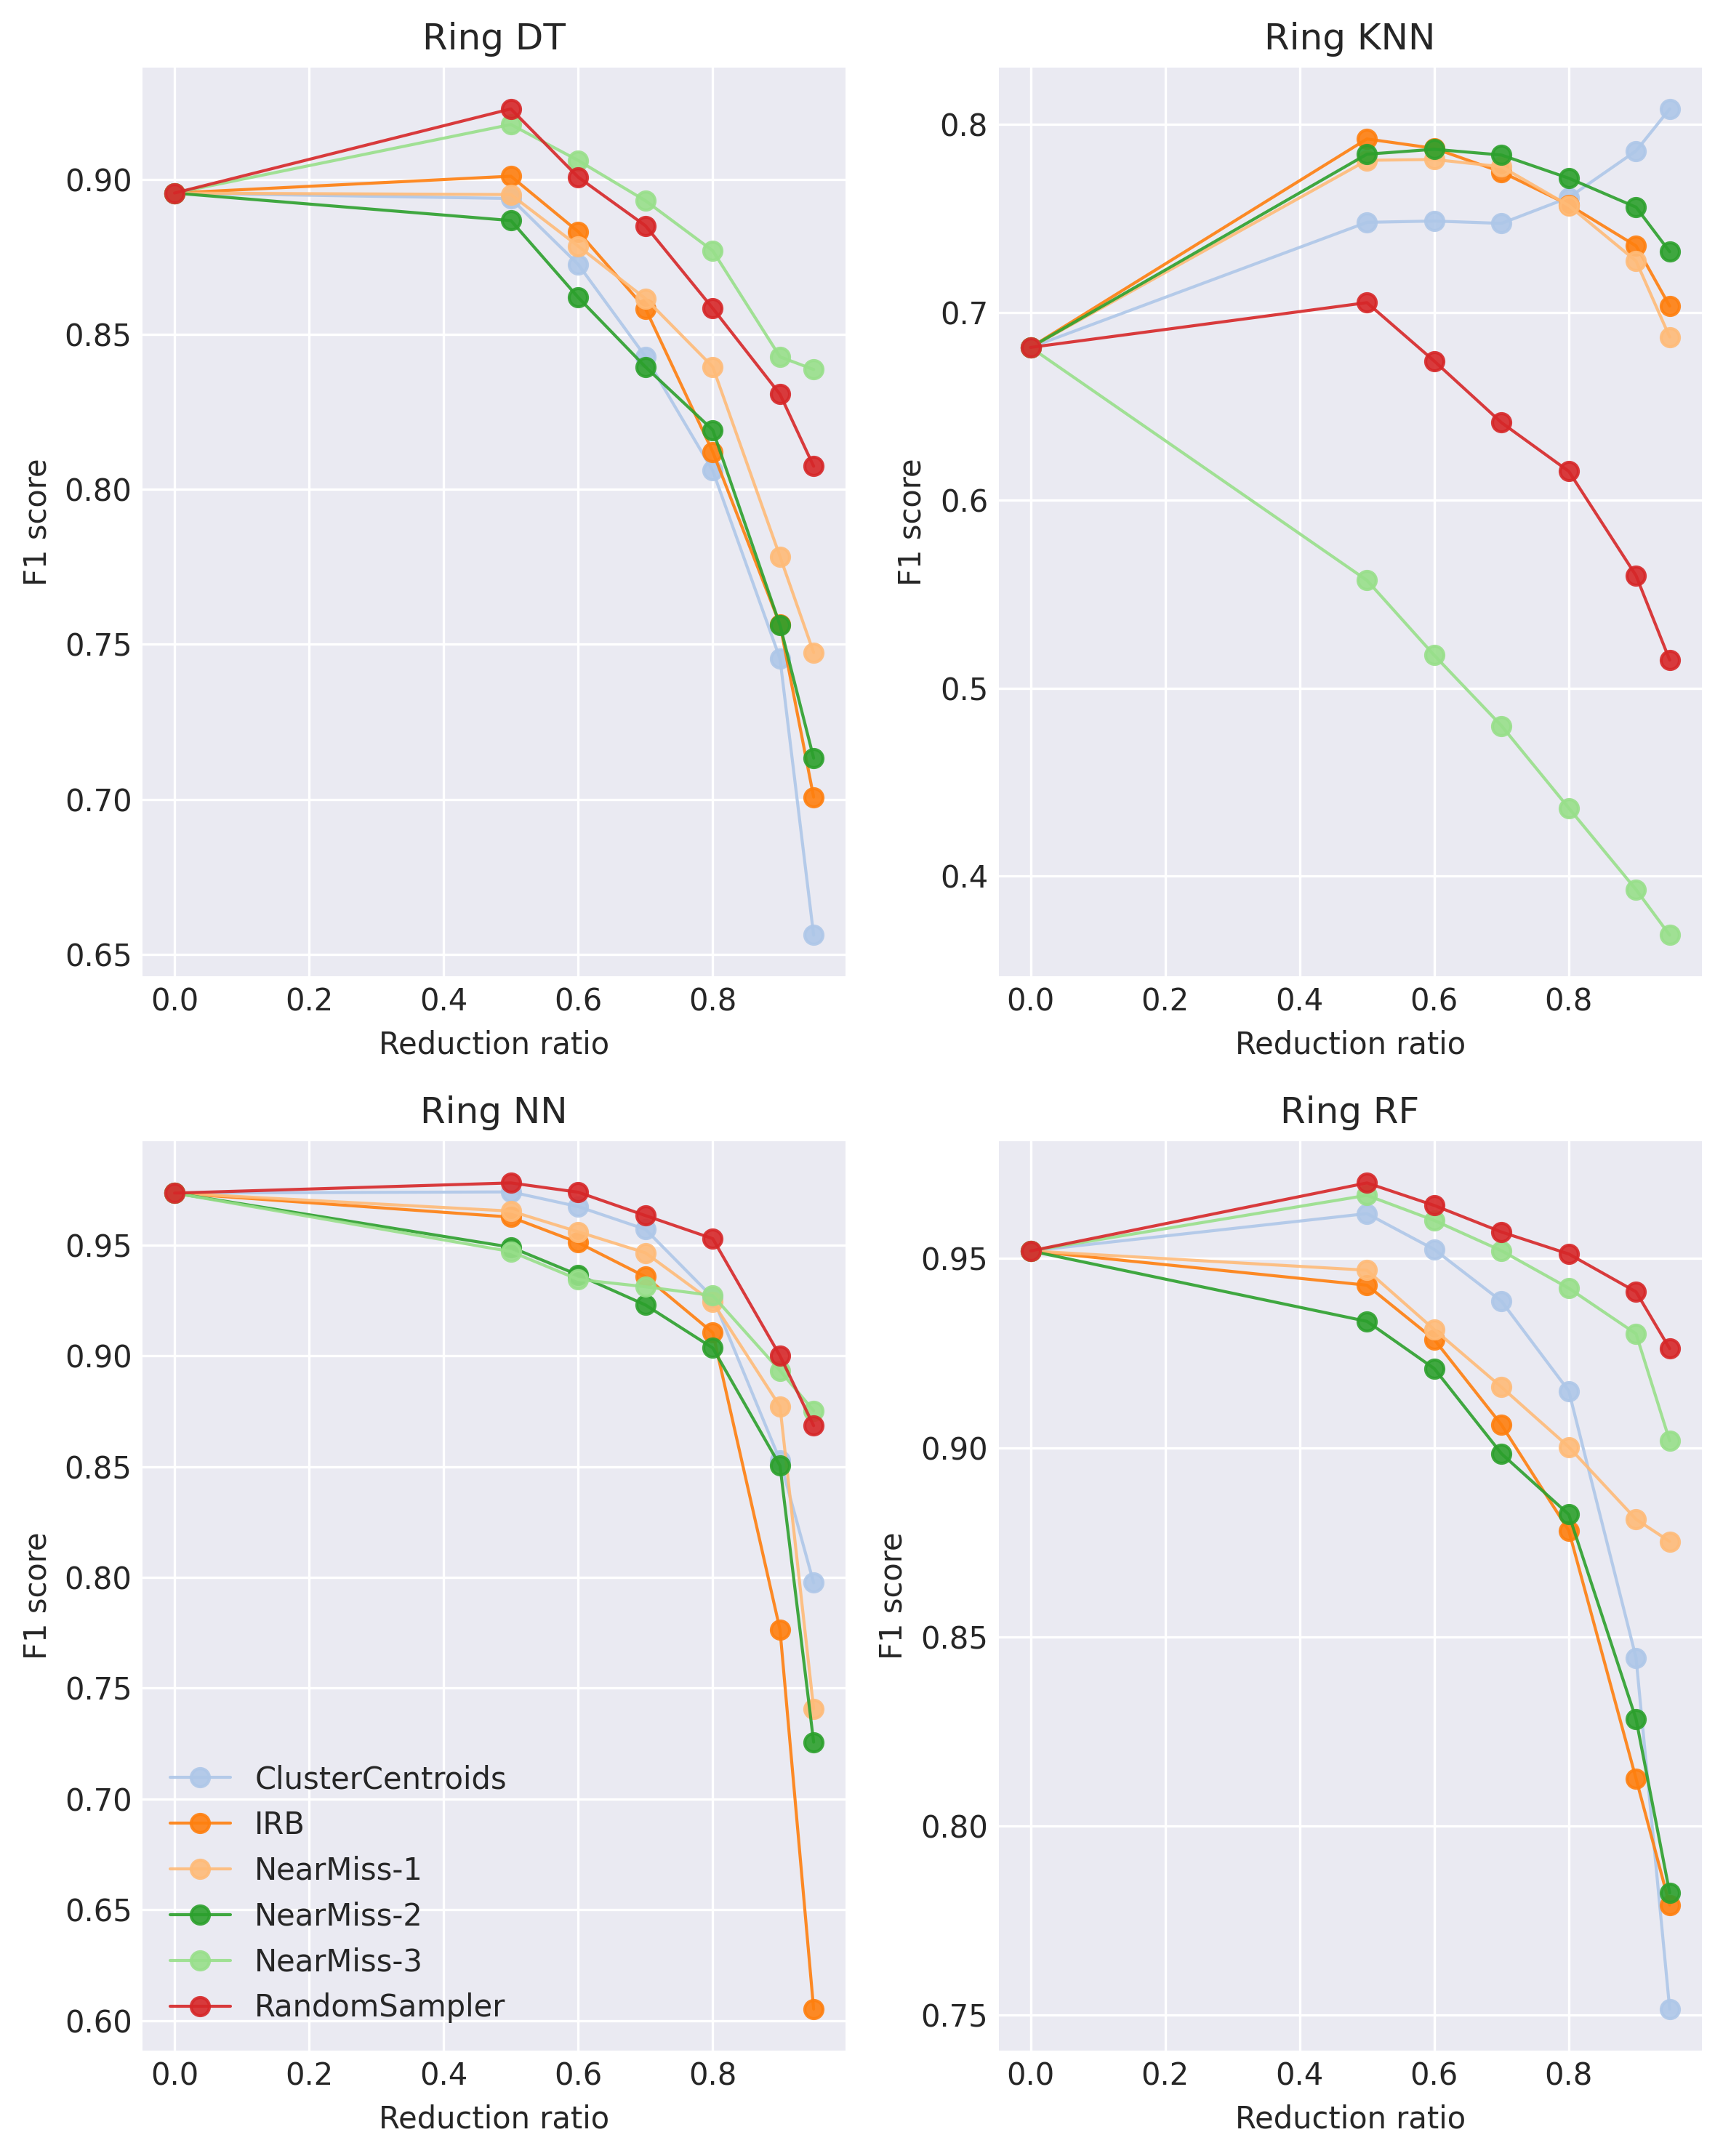 Ring DT
F1 score
0.90
0.85
0.80
0.75
0.70
0.65
0.0 0.2 0.4 0.6 0.8
Reduction ratio
Ring KNN
F1 score
0.8
0.7
0.6
0.5
0.4
0.0 0.2 0.4 0.6 0.8
Reduction ratio
Ring NN
F1 score
0.95
0.90
0.85
0.80
0.75
0.70
0.65
0.60
ClusterCentroids
IRB
NearMiss-1
NearMiss-2
NearMiss-3
RandomSampler
0.0 0.2 0.4 0.6 0.8
Reduction ratio
Ring RF
F1 score
0.95
0.90
0.85
0.80
0.75
0.0 0.2 0.4 0.6 0.8
Reduction ratio